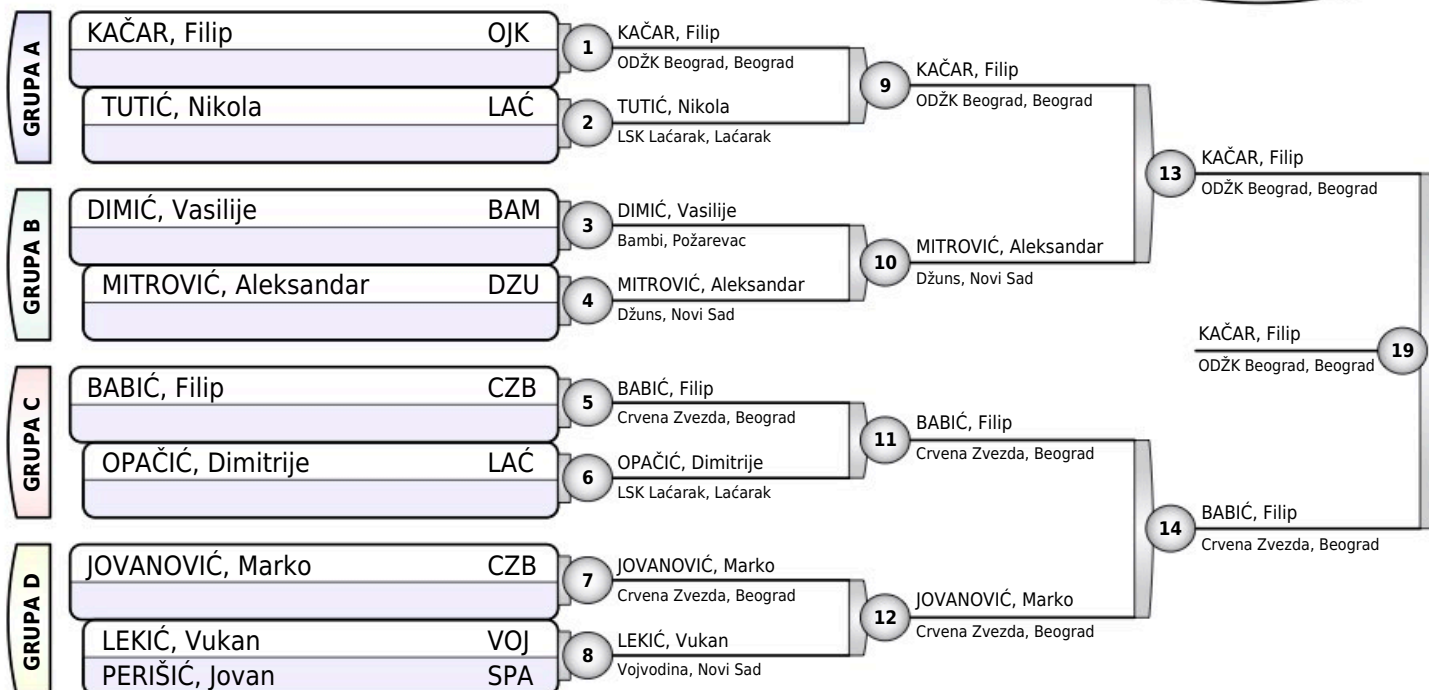 GRUPA A
KAČAR, Filip OJK
TUTIĆ, Nikola LAĆ
1
KAČAR, Filip
ODŽK Beograd, Beograd
2
TUTIĆ, Nikola
LSK Laćarak, Laćarak
9
KAČAR, Filip
ODŽK Beograd, Beograd
GRUPA B
DIMIĆ, Vasilije BAM
MITROVIĆ, Aleksandar DZU
3
DIMIĆ, Vasilije
Bambi, Požarevac
4
MITROVIĆ, Aleksandar
Džuns, Novi Sad
10
MITROVIĆ, Aleksandar
Džuns, Novi Sad
13
KAČAR, Filip
ODŽK Beograd, Beograd
GRUPA C
BABIĆ, Filip CZB
OPAČIĆ, Dimitrije LAĆ
5
BABIĆ, Filip
Crvena Zvezda, Beograd
6
OPAČIĆ, Dimitrije
LSK Laćarak, Laćarak
11
BABIĆ, Filip
Crvena Zvezda, Beograd
GRUPA D
JOVANOVIĆ, Marko CZB
LEKIĆ, Vukan VOJ
PERIŠIĆ, Jovan SPA
7
JOVANOVIĆ, Marko
Crvena Zvezda, Beograd
8
LEKIĆ, Vukan
Vojvodina, Novi Sad
12
JOVANOVIĆ, Marko
Crvena Zvezda, Beograd
14
BABIĆ, Filip
Crvena Zvezda, Beograd
KAČAR, Filip
ODŽK Beograd, Beograd
19